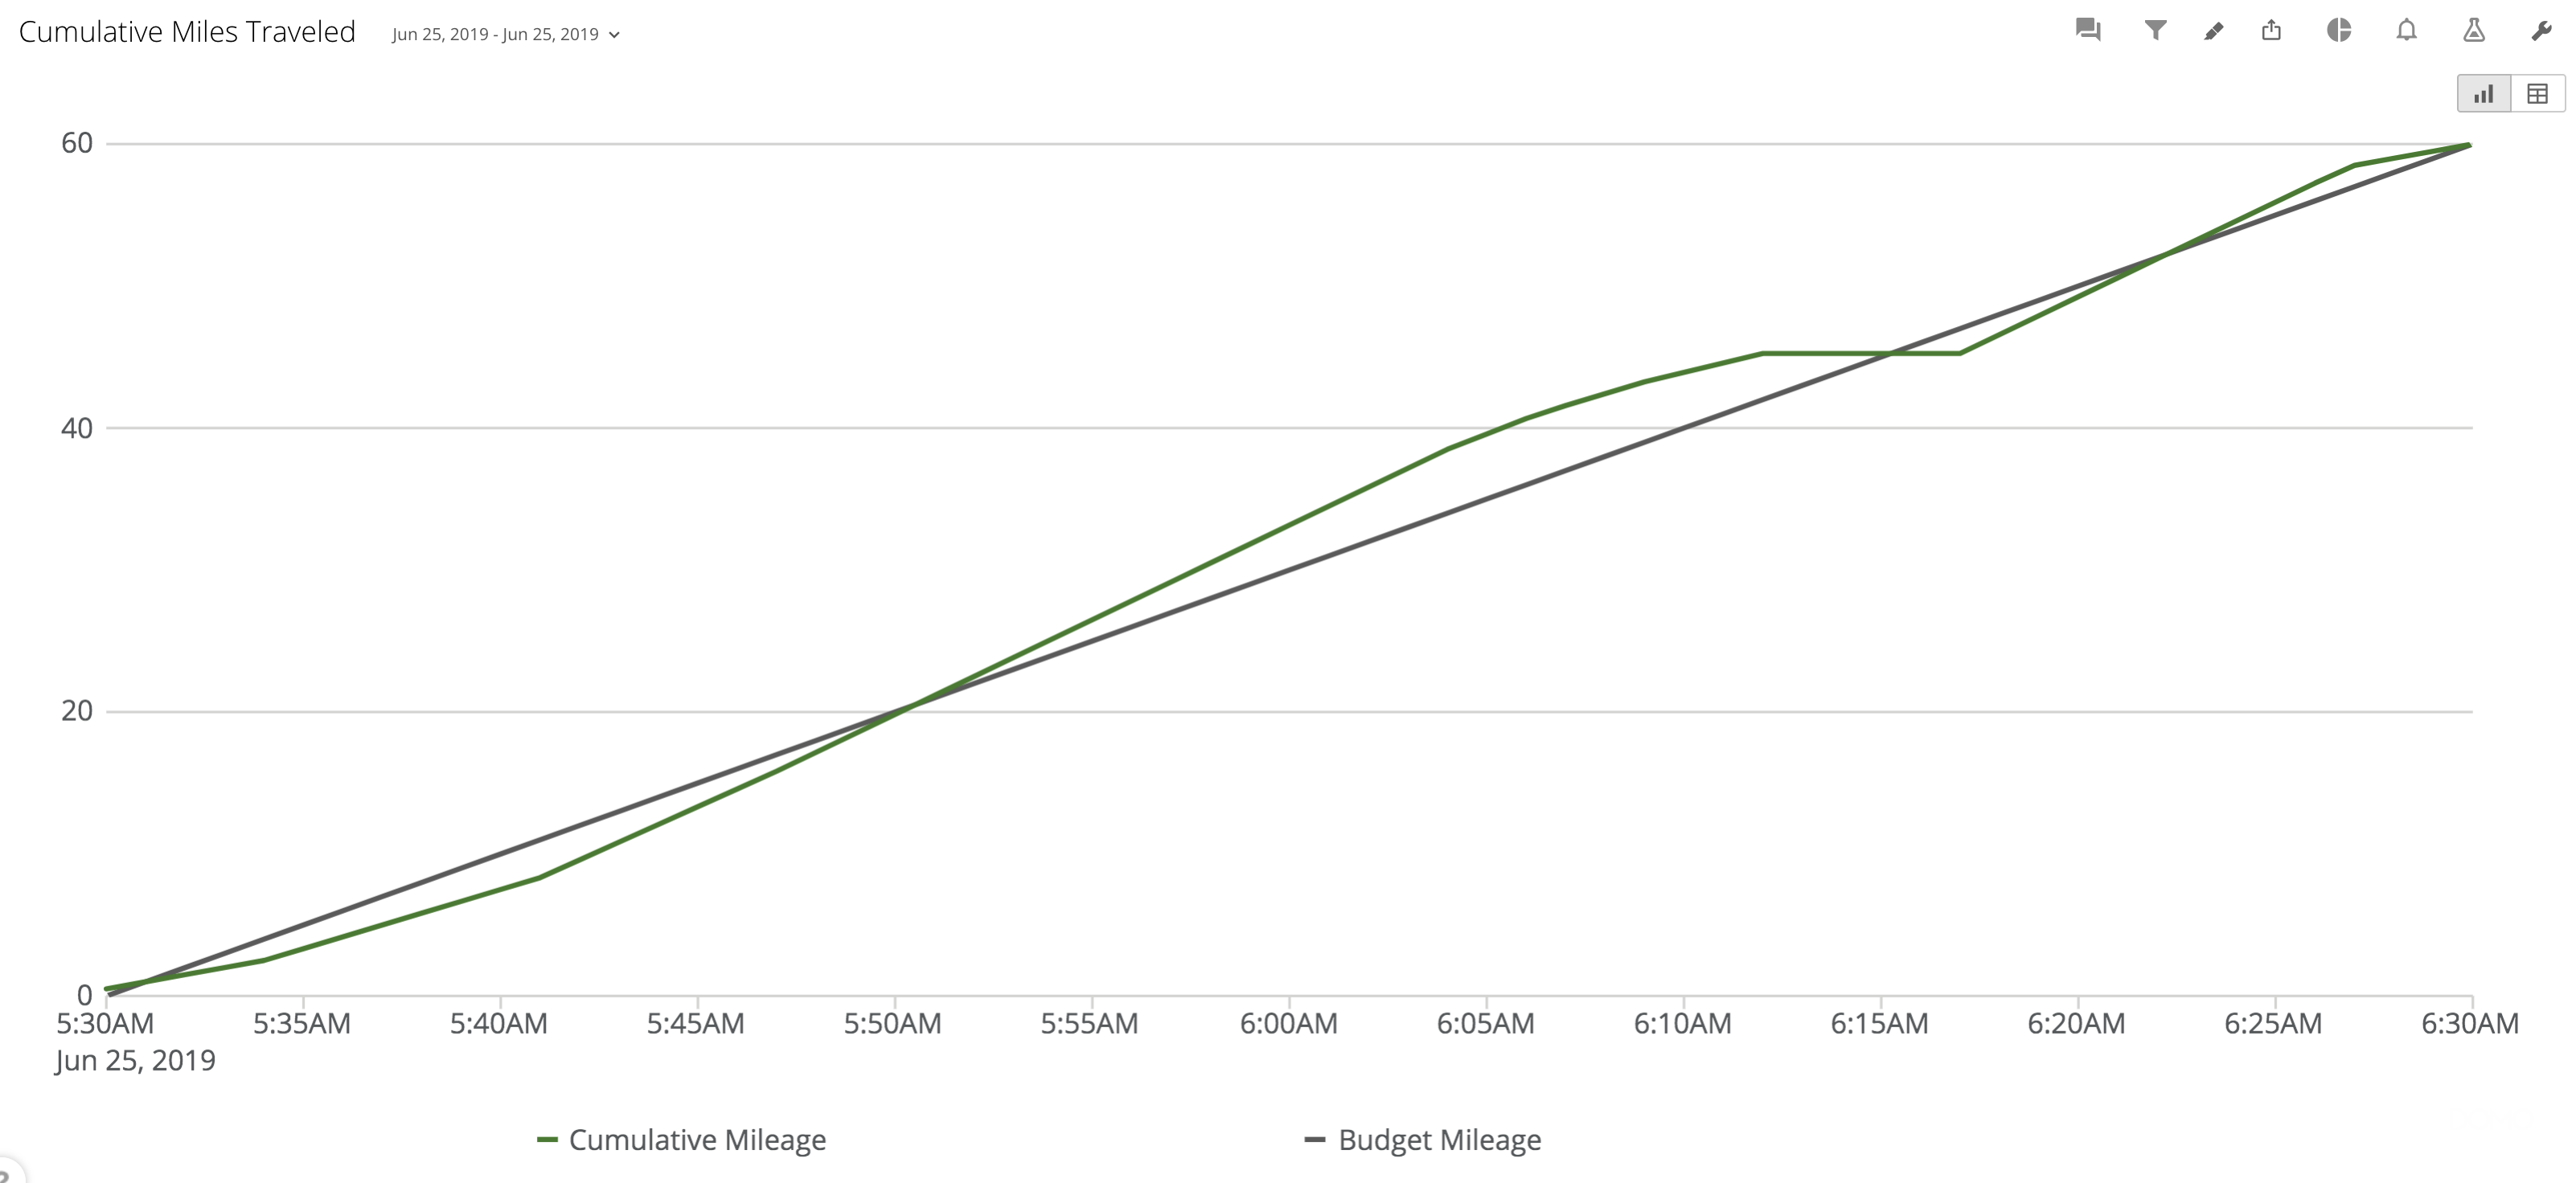 Cumulative Miles Traveled
Jun 25, 2019 - Jun 25, 2019
60
40
20
0
5:30AM 5:35AM 5:40AM 5:45AM 5:50AM 5:55AM 6:00AM 6:05AM 6:10AM 6:15AM 6:20AM 6:25AM 6:30AM
Jun 25, 2019
Cumulative Mileage Budget Mileage